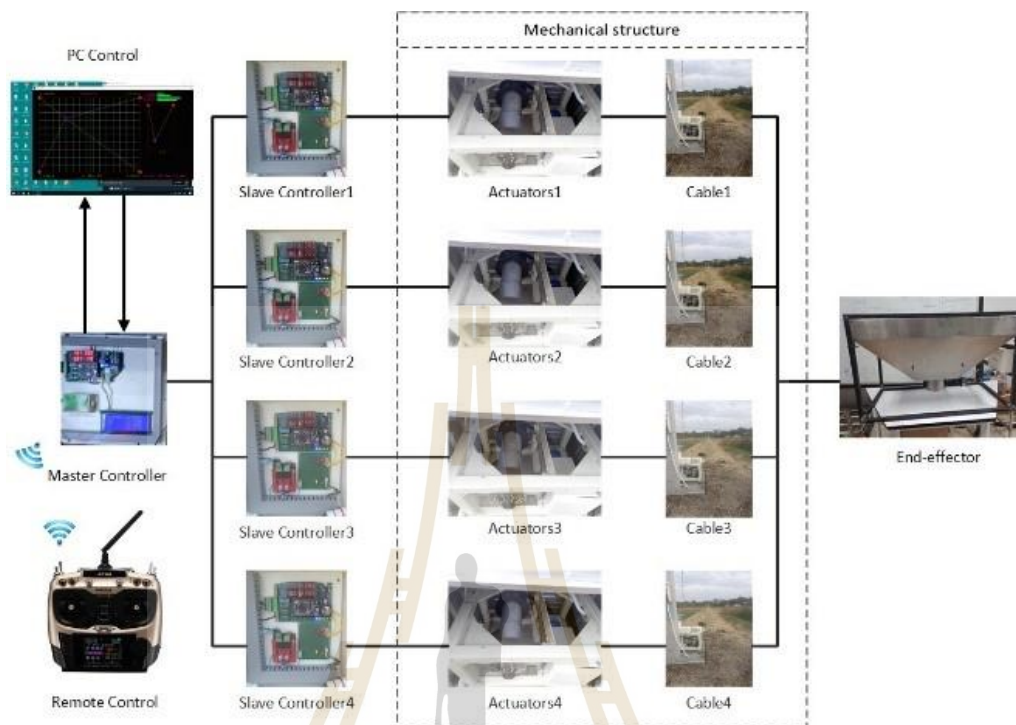 Mechanical structure
PC Control
Slave Controller1
Actuators1
Cable1
Slave Controller2
Actuators2
Cable2
Master Controller
End-effector
Slave Controller3
Actuators3
Cable3
Remote Control
Slave Controller4
Actuators4
Cable4